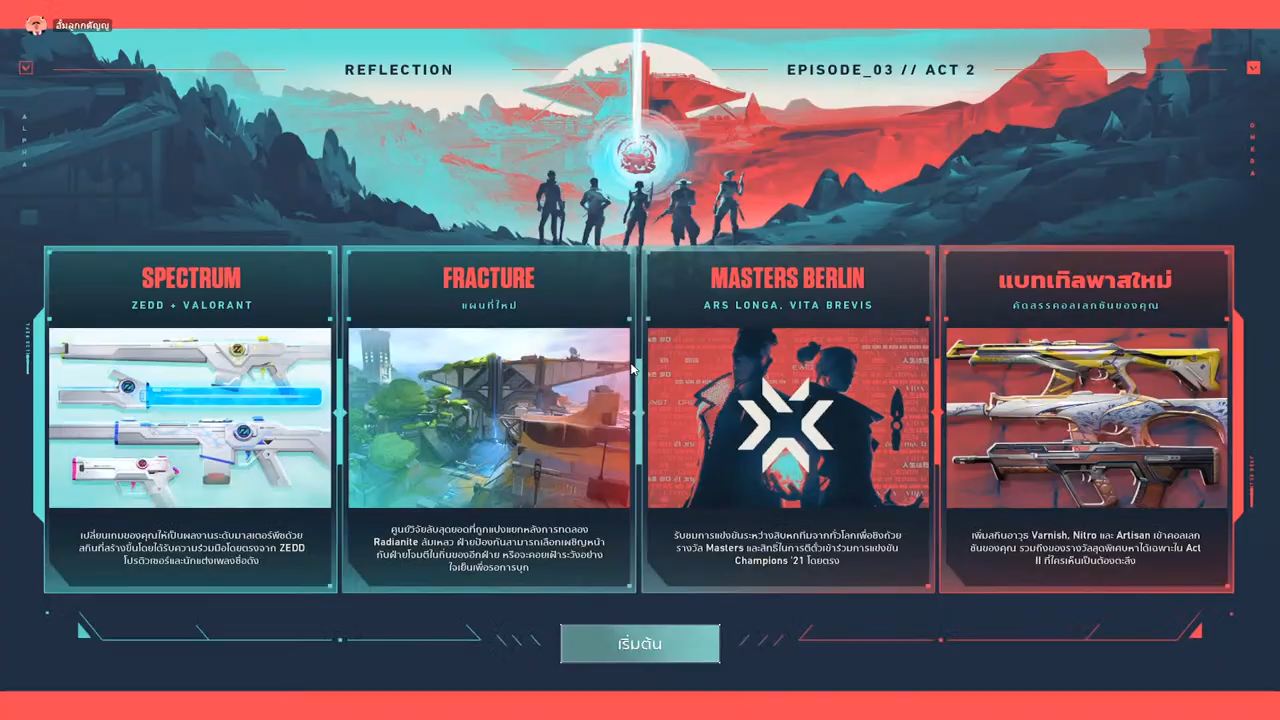 อั้มลูกกตัญญู
REFLECTION
EPISODE_03 // ACT 2
ALPHA
OMEGA
SPECTRUM
ZEDD + VALORANT
เปลี่ยนเกมของคุณให้เป็นผลงานระดับมาสเตอร์พีซด้วย
สกินที่สร้างขึ้นโดยได้รับความร่วมมือโดยตรงจาก ZEDD
โปรดิวเซอร์และนักแต่งเพลงชื่อดัง
FRACTURE
แผนที่ใหม่
ศูนย์วิจัยลับสุดยอดที่ถูกแบ่งแยกหลังการทดลอง
Radianite ล้มเหลว ฝ่ายป้องกันสามารถเลือกเผชิญหน้า
กับฝ่ายโจมตีในถิ่นของอีกฝ่าย หรือจะคอยเฝ้าระวังอย่าง
ใจเย็นเพื่อรอการบุก
MASTERS BERLIN
ARS LONGA, VITA BREVIS
รับชมการแข่งขันระหว่างสิบหกทีมจากทั่วโลกเพื่อชิงถ้วย
รางวัล Masters และสิทธิ์ในการตีตั๋วเข้าร่วมการแข่งขัน
Champions '21 โดยตรง
แบทเทิลพาสใหม่
คัดสรรคอลเลกชันของคุณ
เพิ่มสกินอาวุธ Varnish, Nitro และ Artisan เข้าคอลเลก
ชันของคุณ รวมถึงของรางวัลสุดพิเศษหาได้เฉพาะใน Act
II ที่ใครเห็นเป็นต้องตะลึง
เริ่มต้น